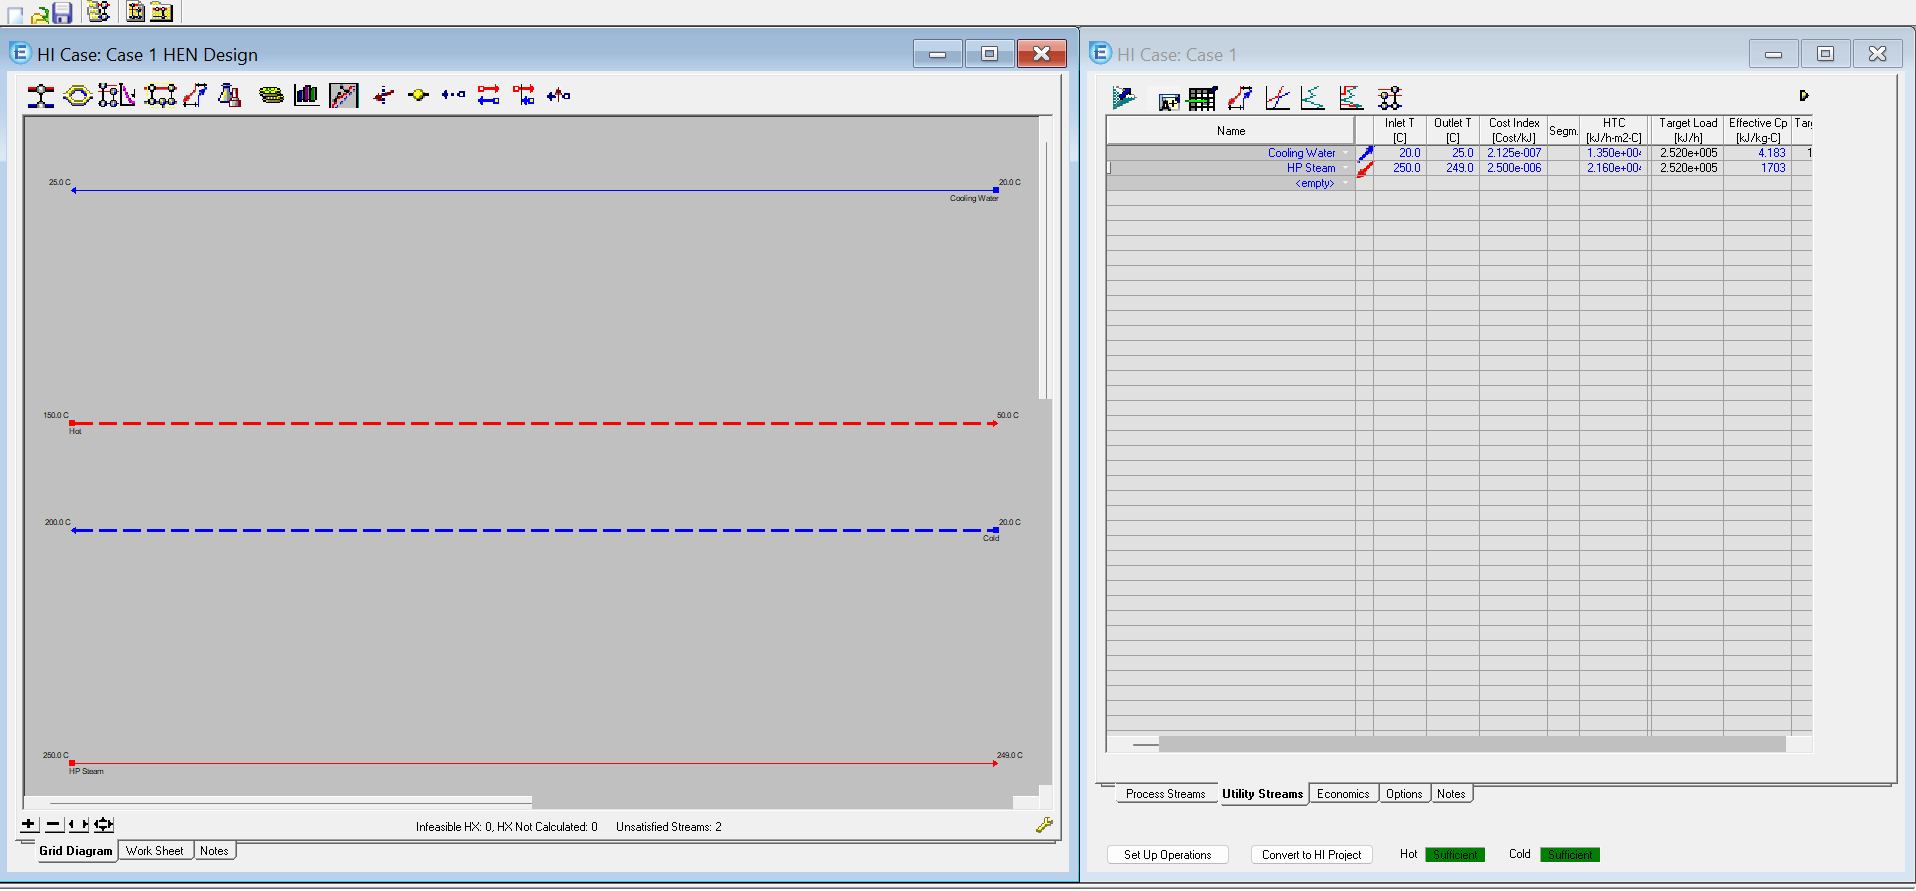 HI Case: Case 1 HEN Design
25.0 C
20.0 C
Cooling Water
150.0 C
50.0 C
Hot
200.0 C
20.0 C
Cold
250.0 C
249.0 C
HP Steam
Infeasible HX: 0, HX Not Calculated: 0 Unsatisfied Streams: 2
Grid Diagram Work Sheet Notes
HI Case: Case 1
Name Inlet T [C] Outlet T [C] Cost Index [Cost/kJ] Segm. HTC [kJ/h-m2-C] Target Load [kJ/h] Effective Cp [kJ/kg-C]
Cooling Water 20.0 25.0 2.125e-007 1.350e+00 2.520e+005 4.183 1
HP Steam 250.0 249.0 2.500e-006 2.160e+00 2.520e+005 1703
<empty>
Process Streams Utility Streams Economics Options Notes
Set Up Operations Convert to HI Project Hot Sufficient Cold Sufficient